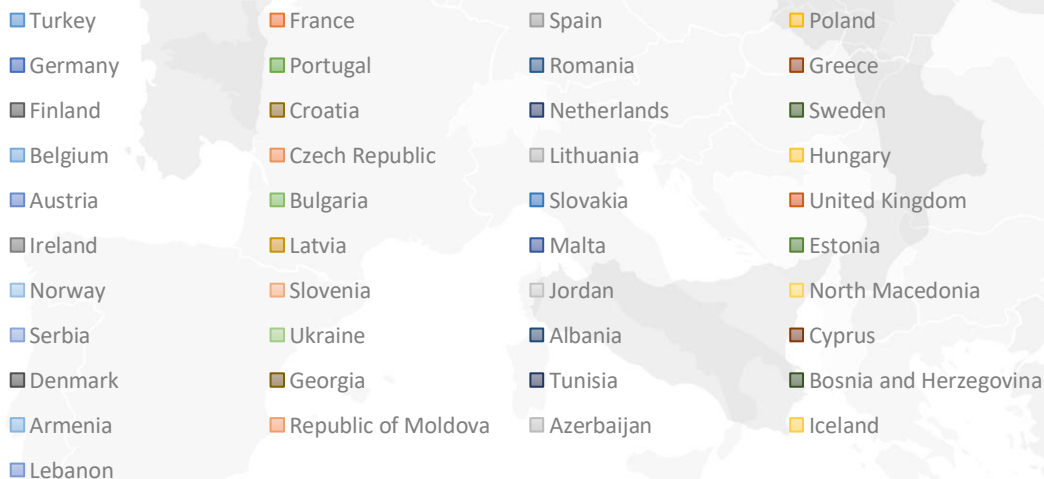 Turkey France Spain Poland
Germany Portugal Romania Greece
Finland Croatia Netherlands Sweden
Belgium Czech Republic Lithuania Hungary
Austria Bulgaria Slovakia United Kingdom
Ireland Latvia Malta Estonia
Norway Slovenia Jordan North Macedonia
Serbia Ukraine Albania Cyprus
Denmark Georgia Tunisia Bosnia and Herzegovina
Armenia Republic of Moldova Azerbaijan Iceland
Lebanon